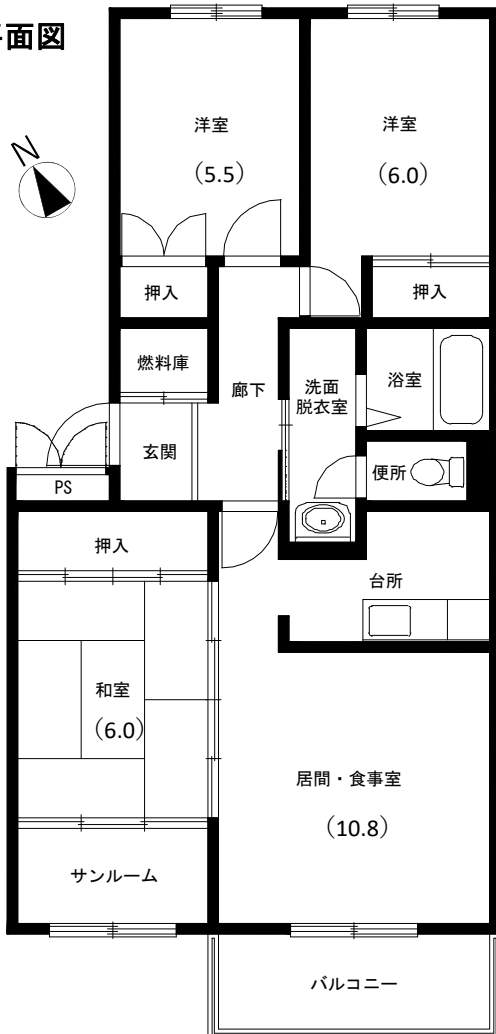 平面図
N
洋室
(5.5)
洋室
(6.0)
押入
押入
燃料庫
廊下
洗面
脱衣室
浴室
玄関
便所
PS
押入
台所
和室
(6.0)
居間・食事室
(10.8)
サンルーム
バルコニー